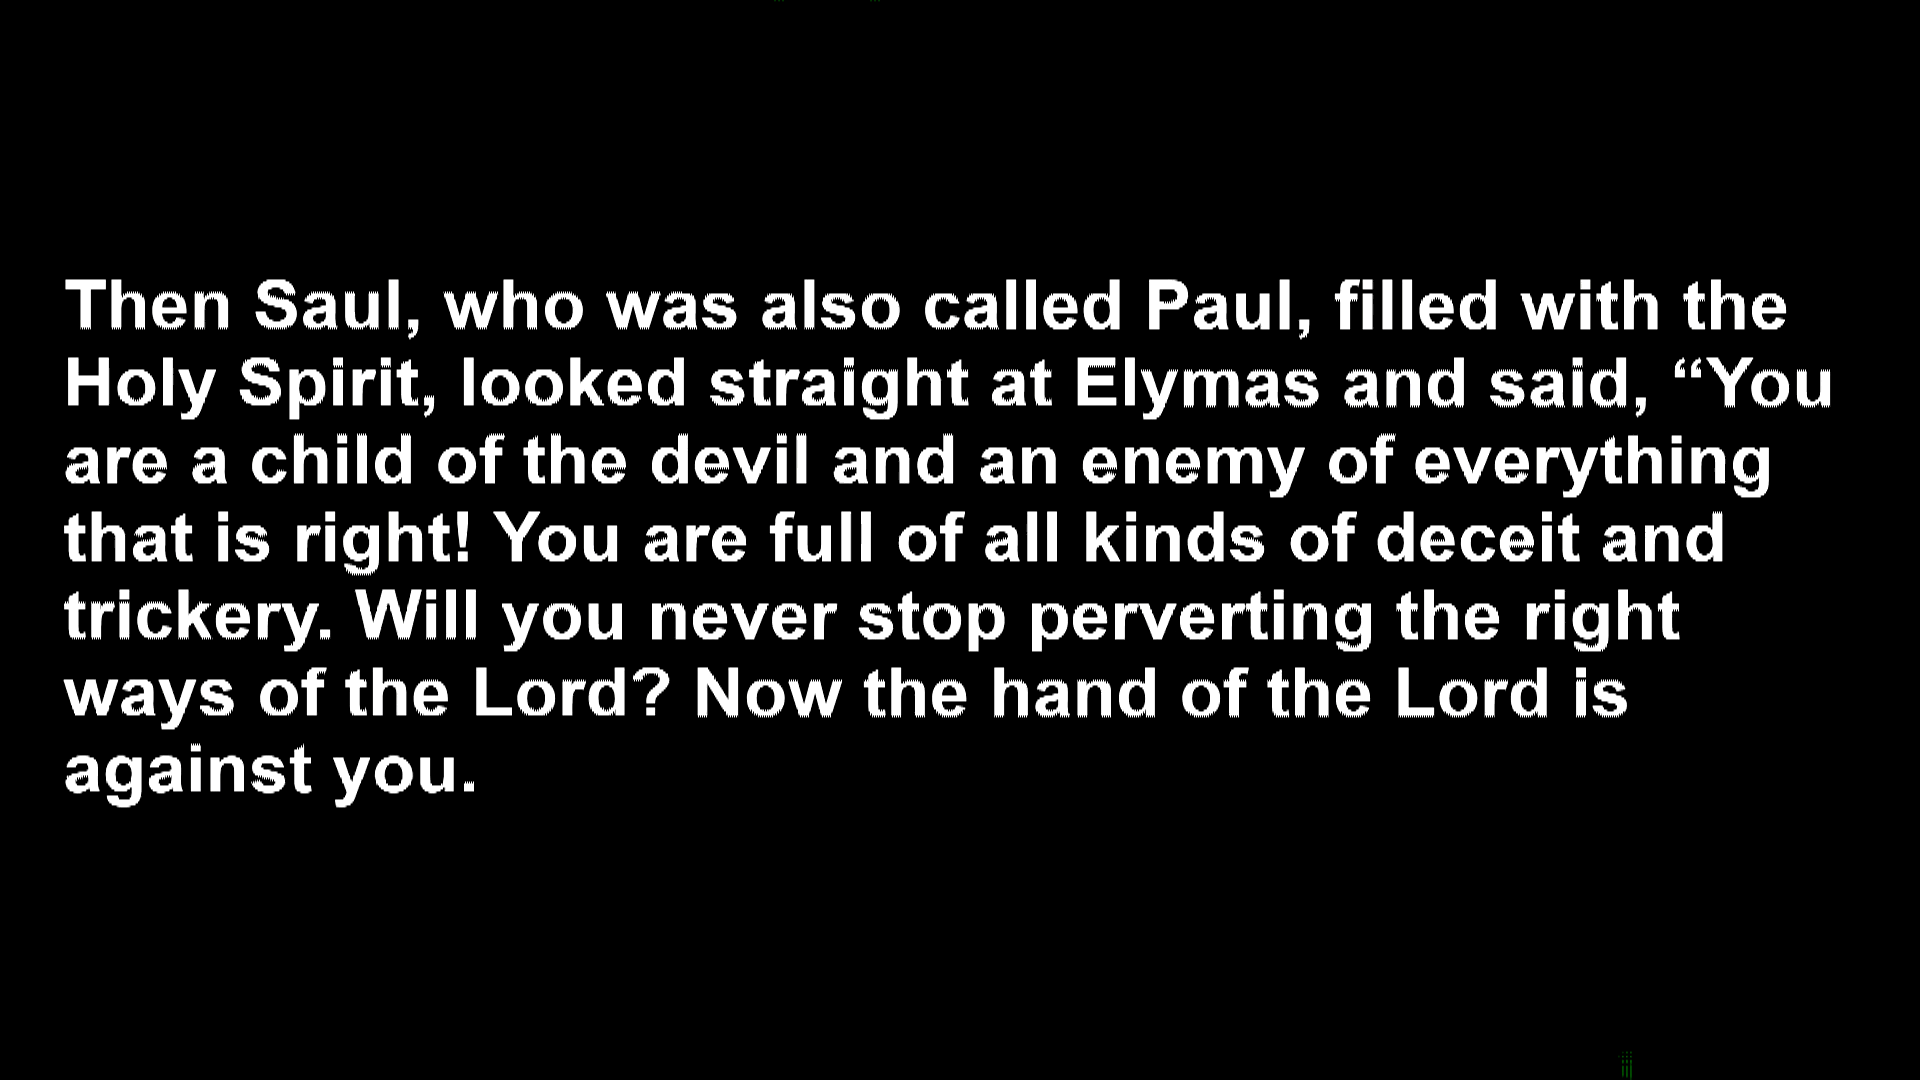 Then Saul, who was also called Paul, filled with the
Holy Spirit, looked straight at Elymas and said, “You
are a child of the devil and an enemy of everything
that is right! You are full of all kinds of deceit and
trickery. Will you never stop perverting the right
ways of the Lord? Now the hand of the Lord is
against you.